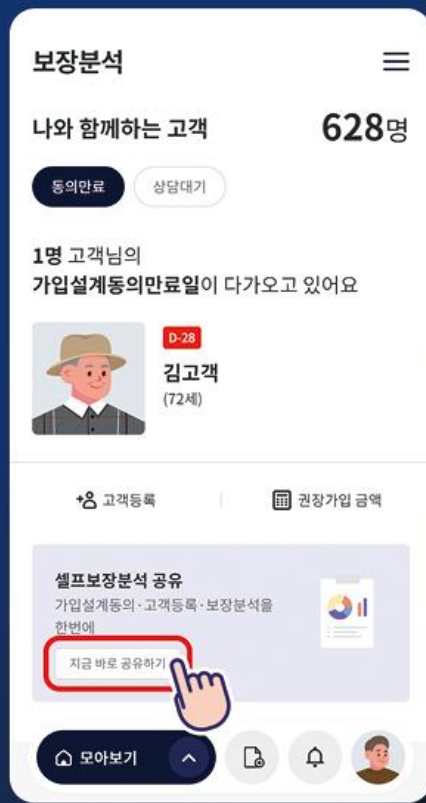 보장분석
나와 함께하는 고객 628명
동의만료 상담대기
1명 고객님의
가입설계동의만료일이 다가오고 있어요
D-28
김고객
(72세)
고객등록 권장가입 금액
셀프보장분석 공유
가입설계동의·고객등록·보장분석을
한번에
지금 바로 공유하기
모아보기